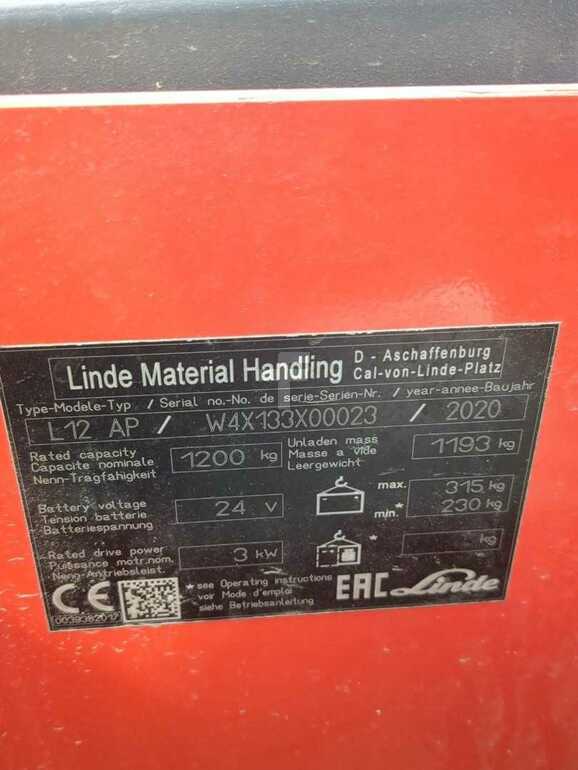 Linde Material Handling D - Aschaffenburg
Cal-von-Linde-Platz
Type-Modele-Typ / Serial no.-No. de serie-Serien-Nr. / year-annee-Baujahr
L12 AP / W4X133X00023 / 2020
Rated capacity
Capacite nominale
Nenn-Tragfähigkeit
1200 kg
Unladen mass
Masse a vide
Leergewicht
1193 kg
Battery voltage
Tension batterie
Batteriespannung
24 V
max. 315 kg
min.* 230 kg
Rated drive power
Puissance motr.nom.
Nenn-Antriebsleist.
3 kW
* kg
*see Operating instructions
voir Mode d'emploi
siehe Betriebsanleitung
CE
EAC Linde